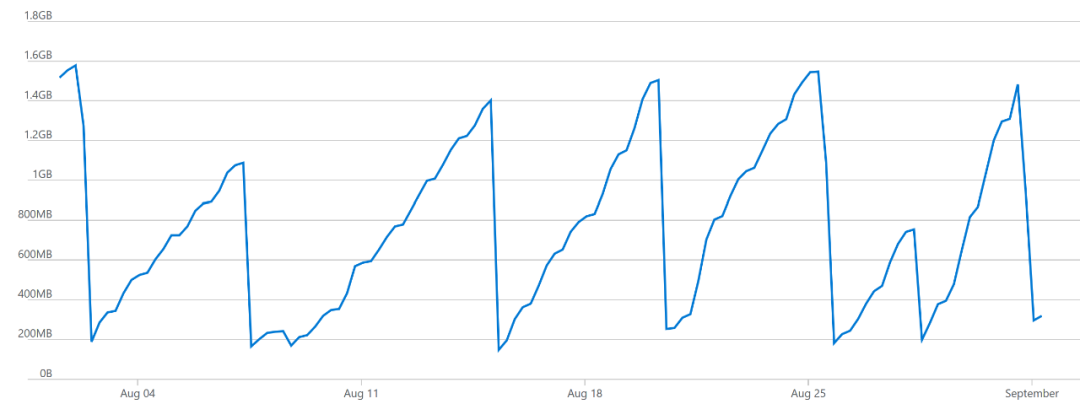 1.8GB
1.6GB
1.4GB
1.2GB
1GB
800MB
600MB
400MB
200MB
0B
Aug 04 Aug 11 Aug 18 Aug 25 September